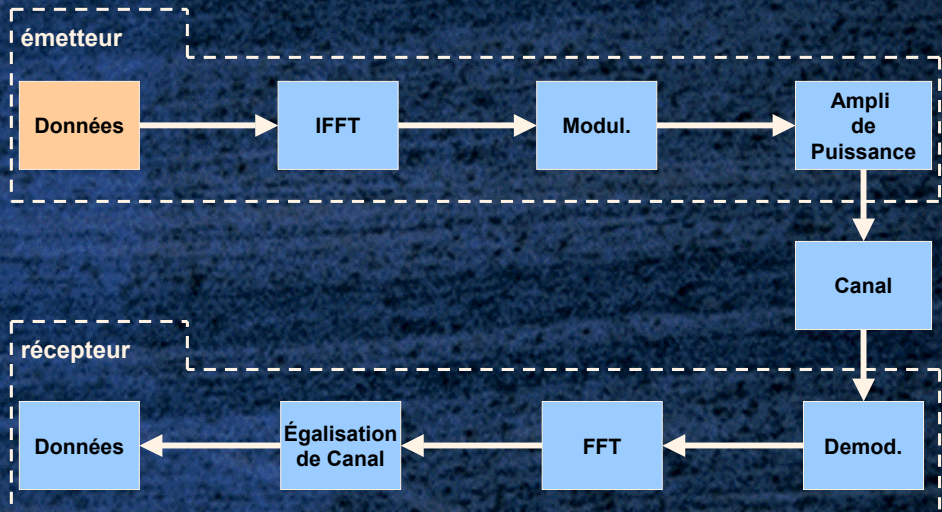 émetteur
Données
IFFT
Modul.
Ampli
de
Puissance
Canal
récepteur
Données
Égalisation
de Canal
FFT
Demod.